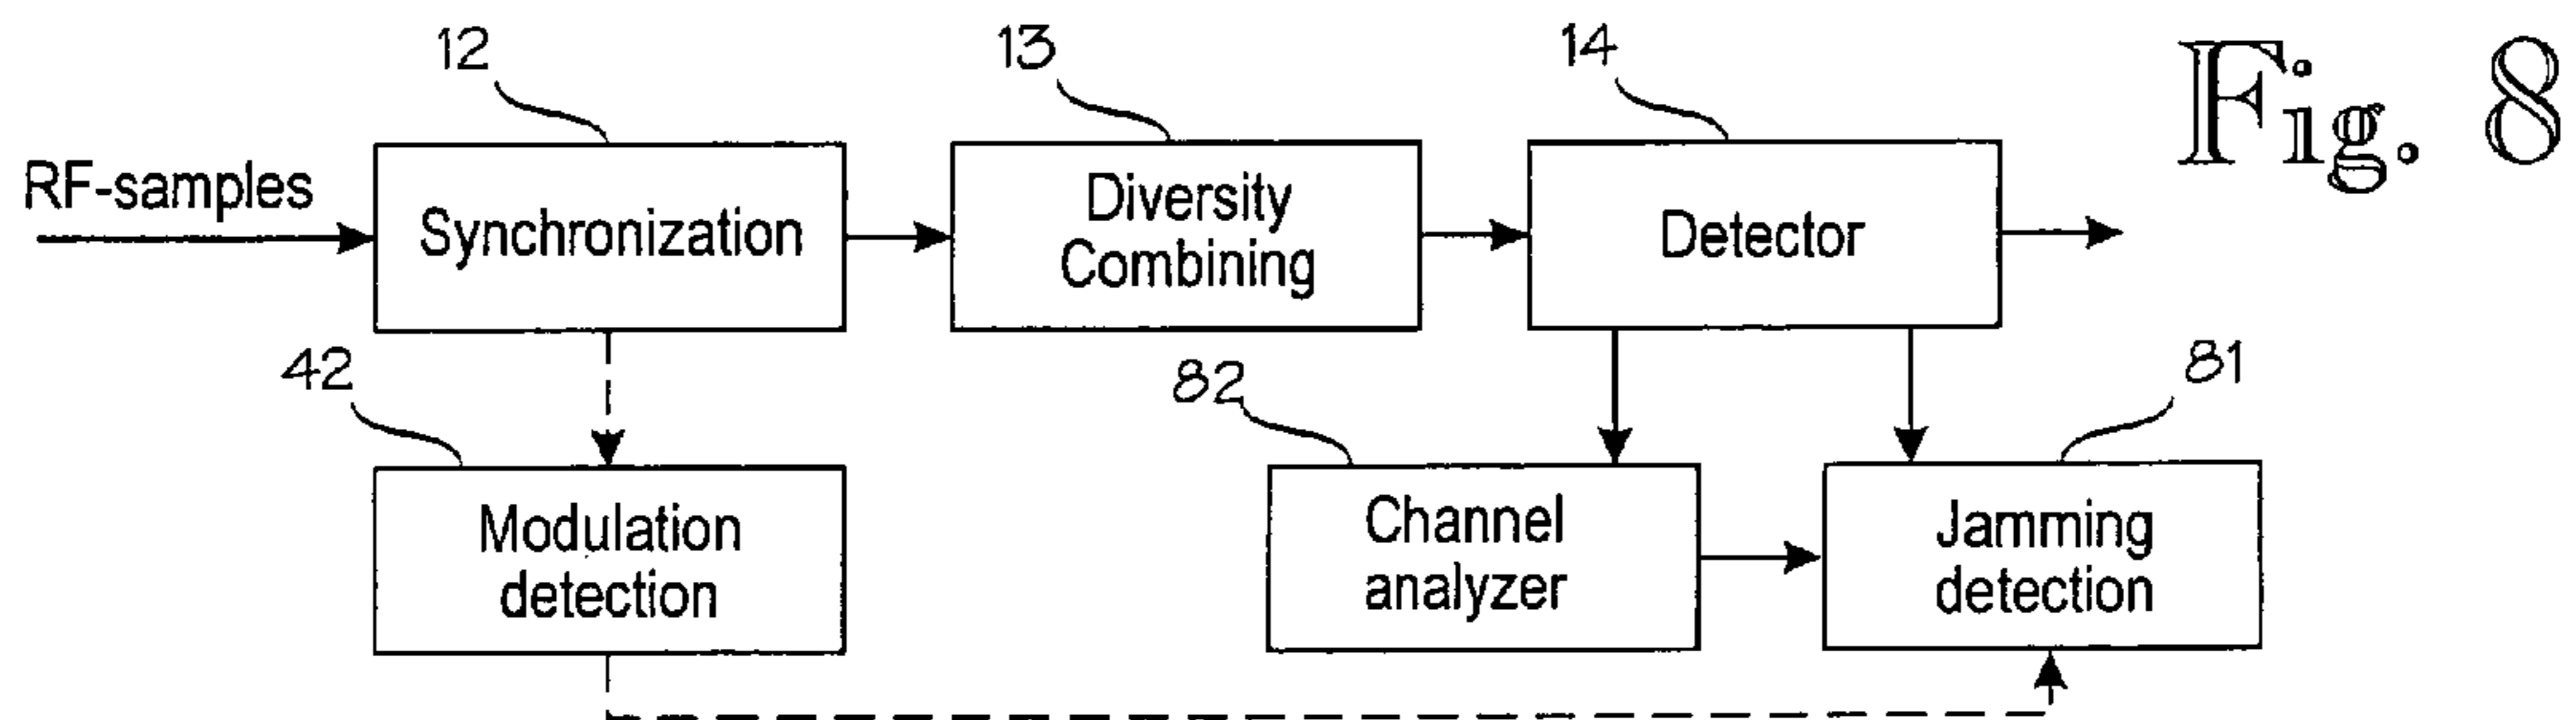 12
13
14
Fig. 8
RF-samples
Synchronization
Diversity
Combining
Detector
42
82
81
Modulation
detection
Channel
analyzer
Jamming
detection